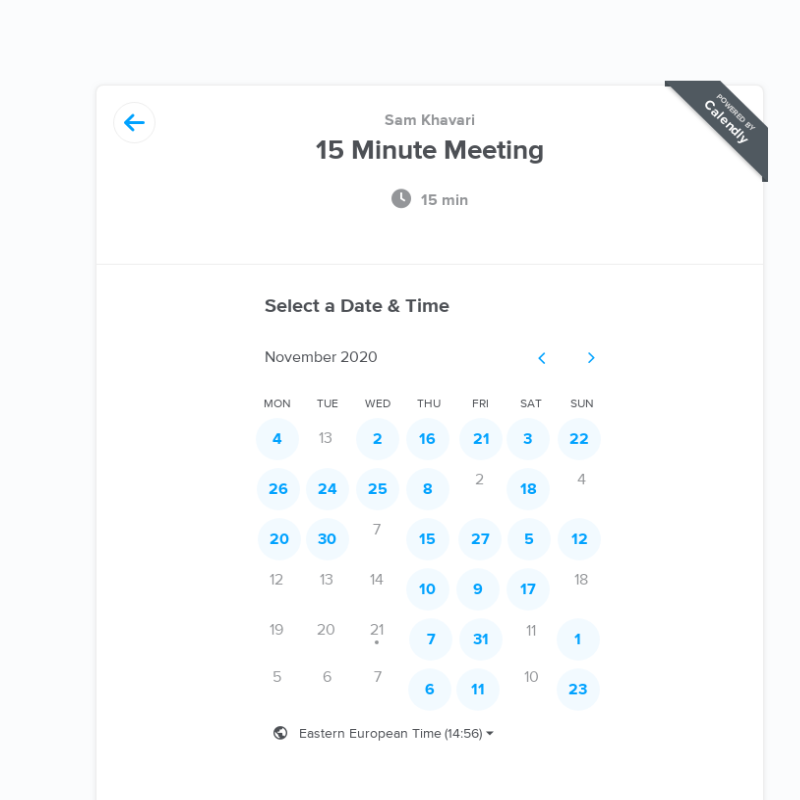 POWERED BY
Calendly
Sam Khavari
15 Minute Meeting
15 min
Select a Date & Time
November 2020
MON TUE WED THU FRI SAT SUN
4 13 2 16 21 3 22
26 24 25 8 2 18 4
20 30 7 15 27 5 12
12 13 14 10 9 17 18
19 20 21 7 31 11 1
5 6 7 6 11 10 23
Eastern European Time (14:56)